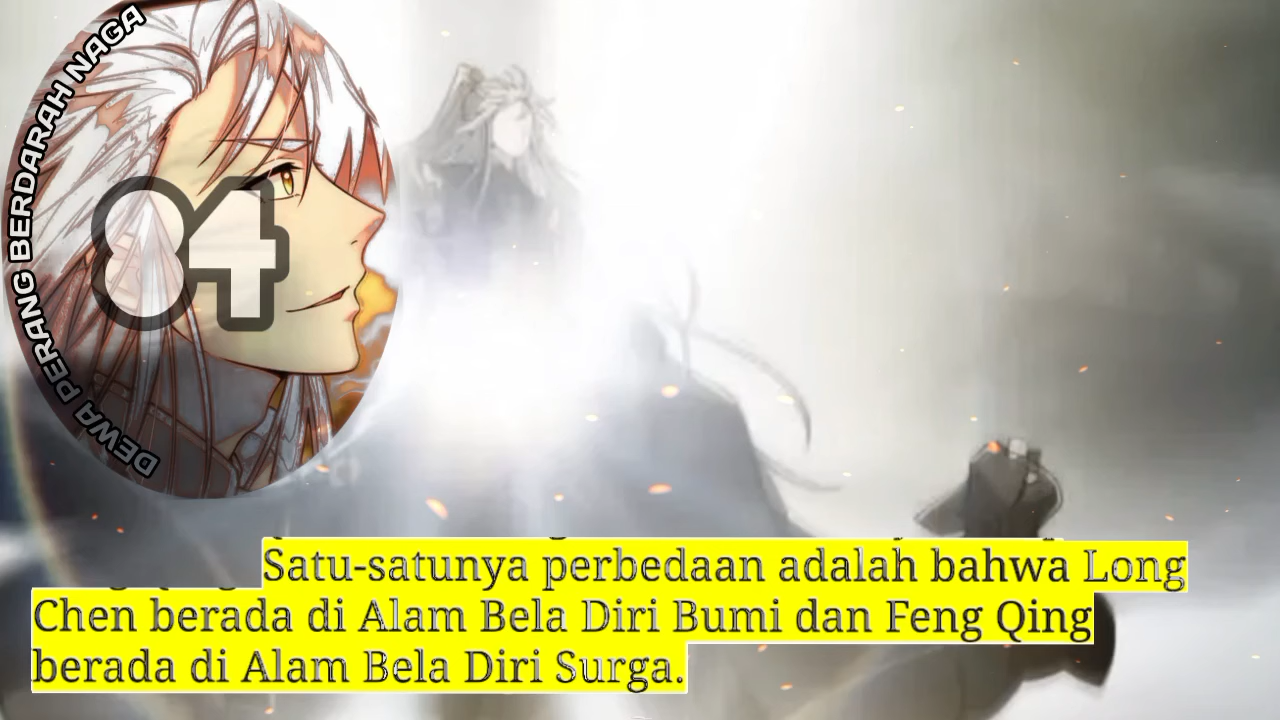 DEWA PERANG BERDARAH NAGA
84
Satu-satunya perbedaan adalah bahwa Long
Chen berada di Alam Bela Diri Bumi dan Feng Qing
berada di Alam Bela Diri Surga.